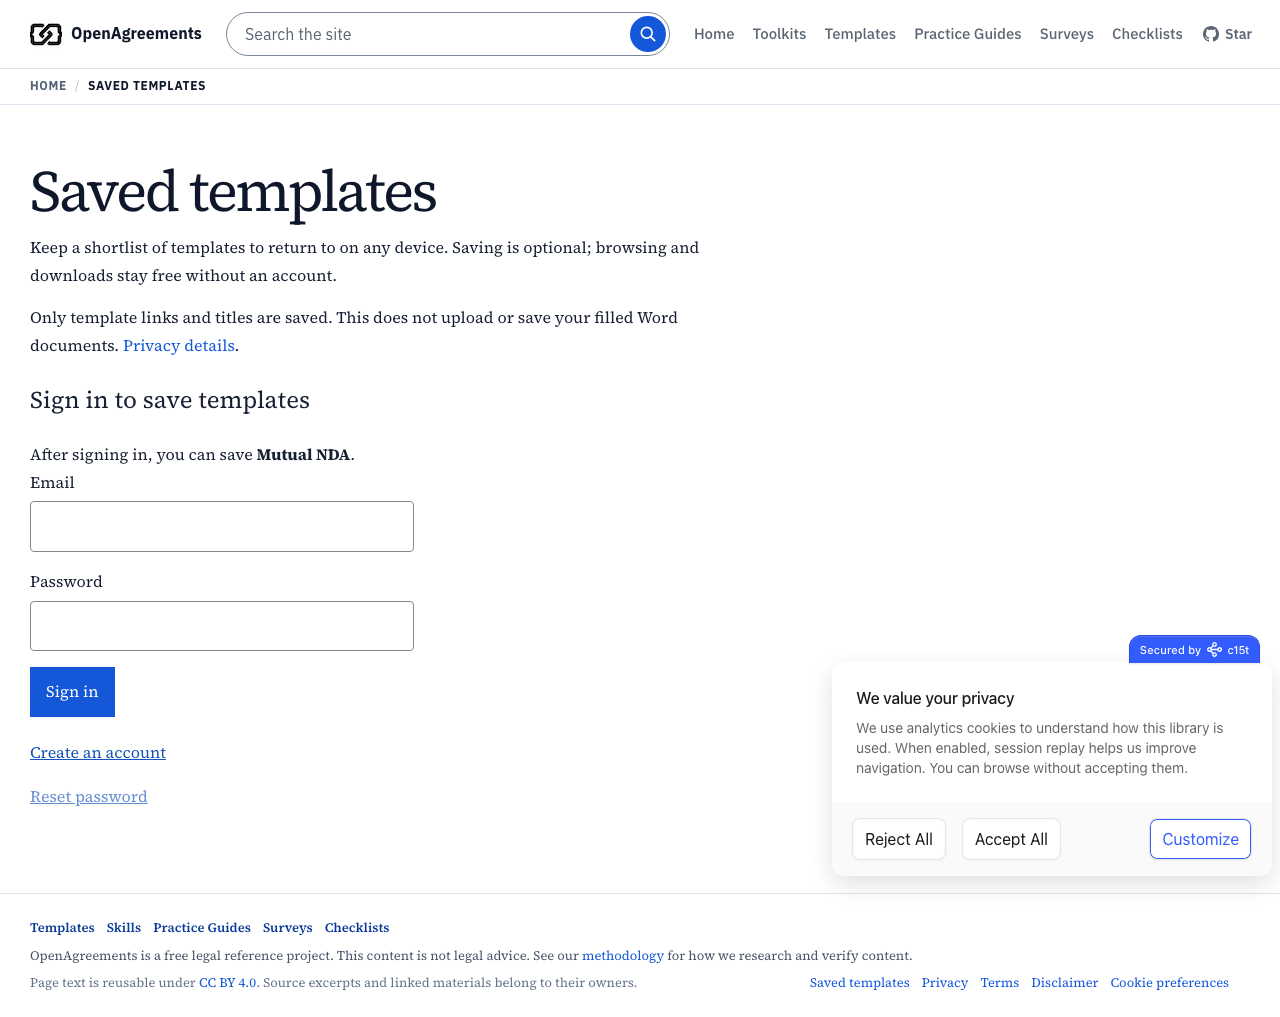 OpenAgreements
Search the site
Home Toolkits Templates Practice Guides Surveys Checklists Star
HOME / SAVED TEMPLATES
Saved templates
Keep a shortlist of templates to return to on any device. Saving is optional; browsing and
downloads stay free without an account.
Only template links and titles are saved. This does not upload or save your filled Word
documents. Privacy details.
Sign in to save templates
After signing in, you can save Mutual NDA.
Email
Password
Sign in
Create an account
Reset password
Secured by c15t
We value your privacy
We use analytics cookies to understand how this library is
used. When enabled, session replay helps us improve
navigation. You can browse without accepting them.
Reject All Accept All Customize
Templates Skills Practice Guides Surveys Checklists
OpenAgreements is a free legal reference project. This content is not legal advice. See our methodology for how we research and verify content.
Page text is reusable under CC BY 4.0. Source excerpts and linked materials belong to their owners.
Saved templates Privacy Terms Disclaimer Cookie preferences